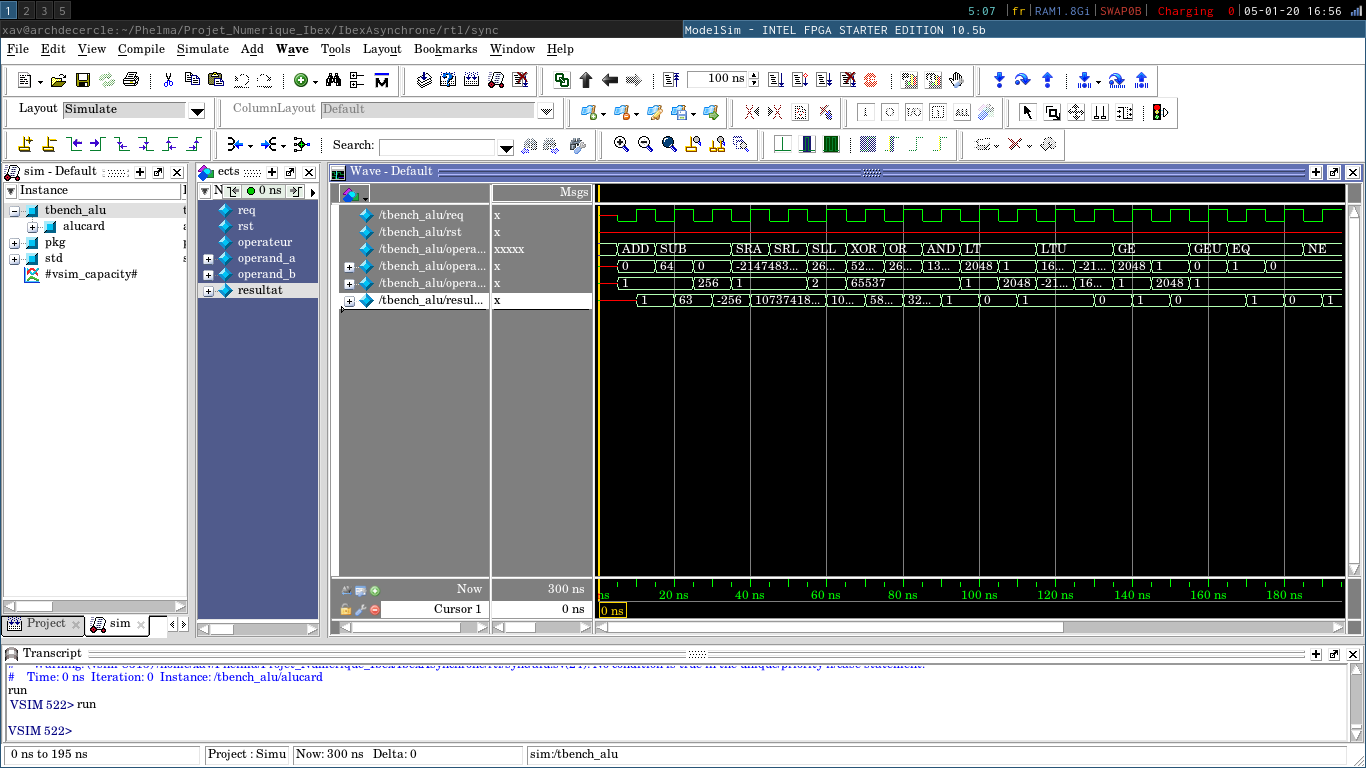 1 2 3 5
5:07 |fr |RAM1.8Gi |SWAP0B Charging 0 |05-01-20 16:56
xav@archdecercle:~/Phelma/Projet_Numerique_Ibex/IbexAsynchrone/rtl/sync
ModelSim - INTEL FPGA STARTER EDITION 10.5b
File Edit View Compile Simulate Add Wave Tools Layout Bookmarks Window Help
100 ns
Layout Simulate
ColumnLayout Default
Search:
sim - Default
Instance
tbench_alu
alucard
pkg
std
#vsim_capacity#
Project
sim
ects
N 0 ns
req
rst
operateur
operand_a
operand_b
resultat
Wave - Default
Msgs
/tbench_alu/req x
/tbench_alu/rst x
/tbench_alu/opera... xxxxx ADD SUB SRA SRL SLL XOR OR AND LT LTU GE GEU EQ NE
/tbench_alu/opera... x 0 64 0 -2147483... 26... 52... 26... 13... 2048 1 16... -21... 2048 1 0 1 0
/tbench_alu/opera... x 1 256 1 2 65537 1 2048 -21... 16... 1 2048 1
/tbench_alu/resul... x 1 63 -256 10737418... 10... 58... 32... 1 0 1 0 1 0 1 0 1
Now 300 ns
ns 20 ns 40 ns 60 ns 80 ns 100 ns 120 ns 140 ns 160 ns 180 ns
Cursor 1 0 ns
0 ns
Transcript
# Time: 0 ns Iteration: 0 Instance: /tbench_alu/alucard
run
VSIM 522> run
VSIM 522>
0 ns to 195 ns
Project : Simu
Now: 300 ns Delta: 0
sim:/tbench_alu